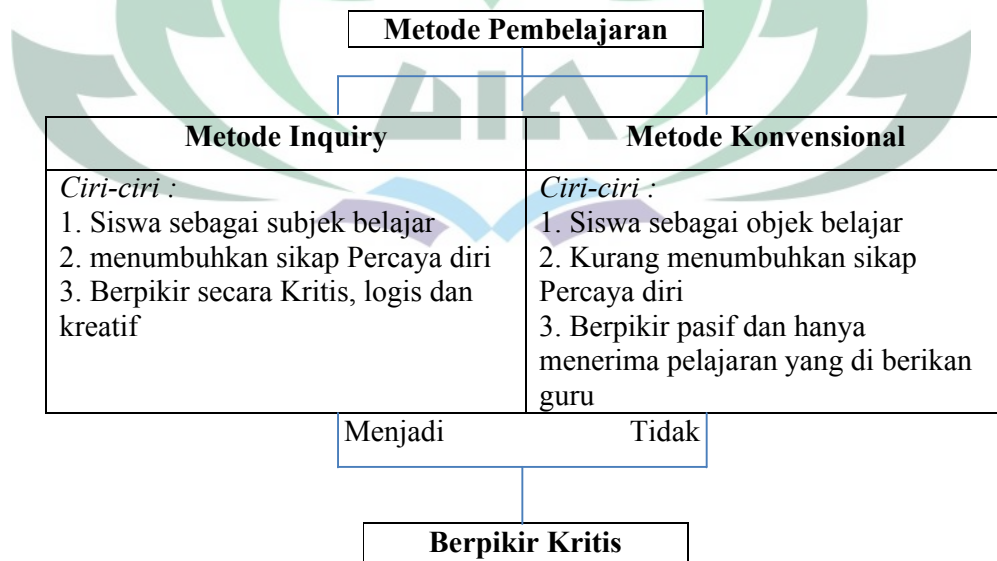 Metode Pembelajaran
Metode Inquiry
Ciri-ciri :
1. Siswa sebagai subjek belajar
2. menumbuhkan sikap Percaya diri
3. Berpikir secara Kritis, logis dan
kreatif
Metode Konvensional
Ciri-ciri :
1. Siswa sebagai objek belajar
2. Kurang menumbuhkan sikap
Percaya diri
3. Berpikir pasif dan hanya
menerima pelajaran yang di berikan
guru
Menjadi
Tidak
Berpikir Kritis